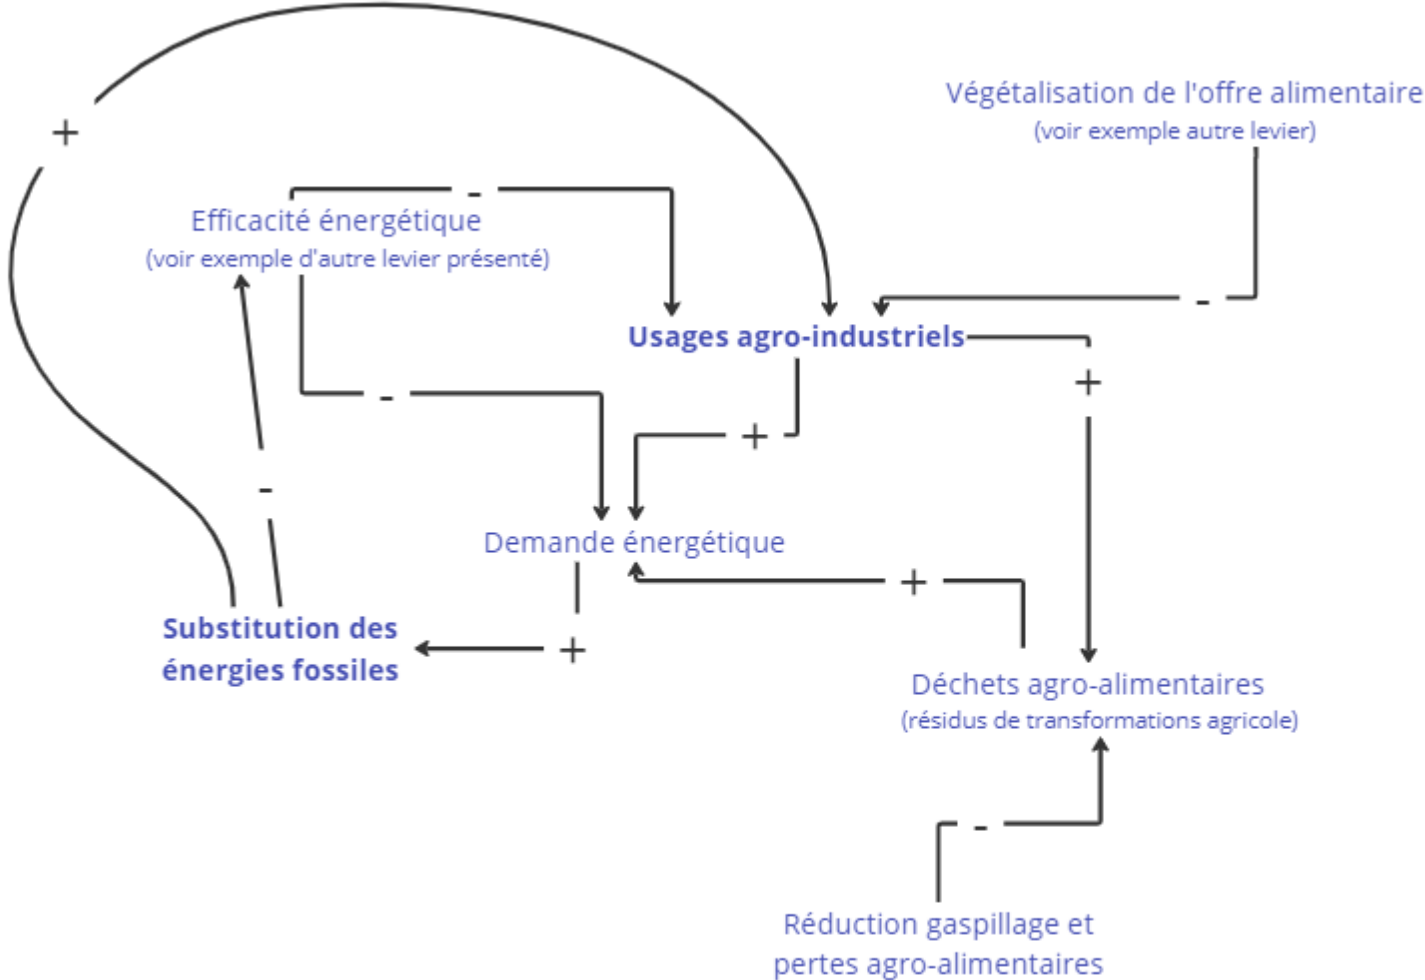 Végétalisation de l'offre alimentaire
(voir exemple autre levier)
+
-
Efficacité énergétique
(voir exemple d'autre levier présenté)
-
Usages agro-industriels
+
-
+
-
Demande énergétique
+
Substitution des
énergies fossiles
+
Déchets agro-alimentaires
(résidus de transformations agricole)
-
Réduction gaspillage et
pertes agro-alimentaires